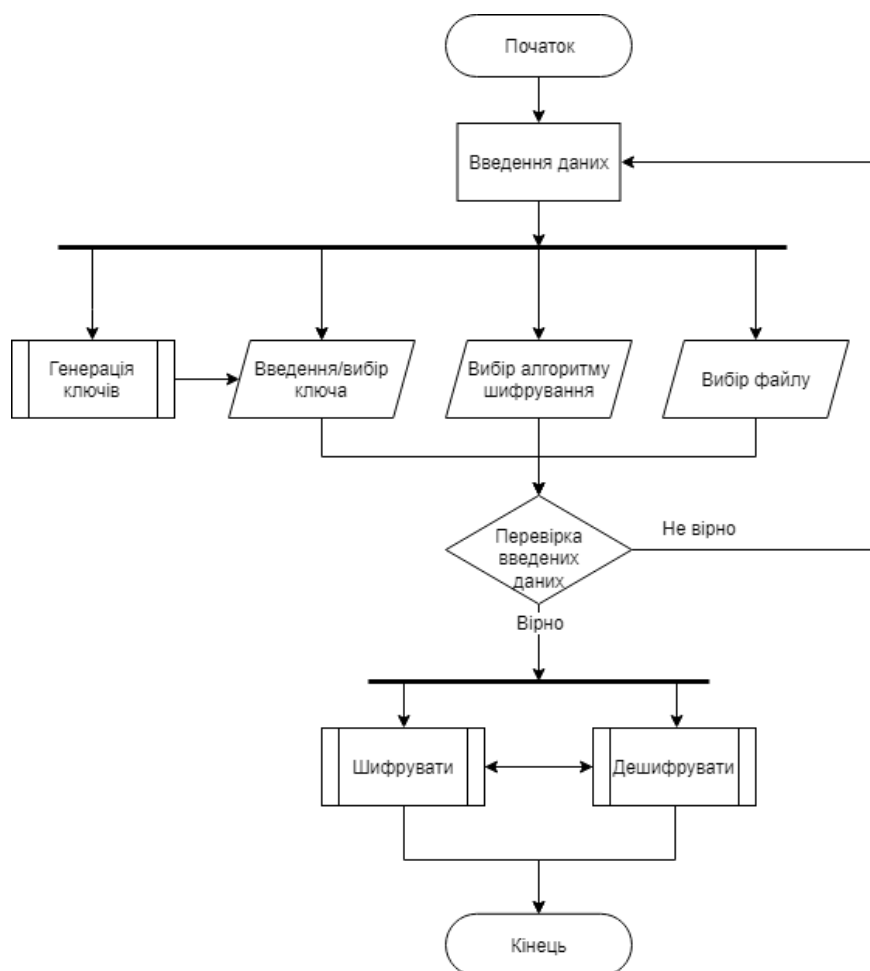 Початок
Введення даних
Генерація
ключів
Введення/вибір
ключа
Вибір алгоритму
шифрування
Вибір файлу
Перевірка
введених
даних
Не вірно
Вірно
Шифрувати
Дешифрувати
Кінець